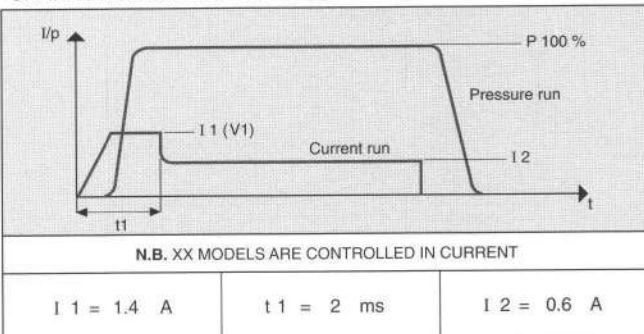 I/p
P 100 %
Pressure run
I 1 (V1)
Current run
I 2
t
t1
N.B. XX MODELS ARE CONTROLLED IN CURRENT
I 1 = 1.4 A
t 1 = 2 ms
I 2 = 0.6 A